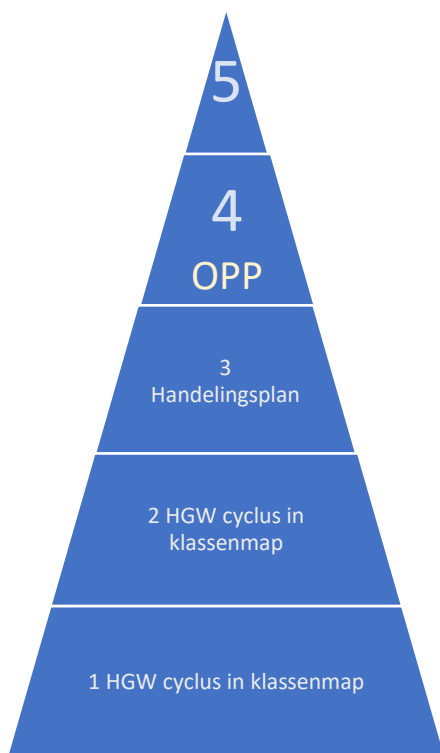 5
4
OPP
3
Handelingsplan
2 HGW cyclus in
klassenmap
1 HGW cyclus in klassenmap